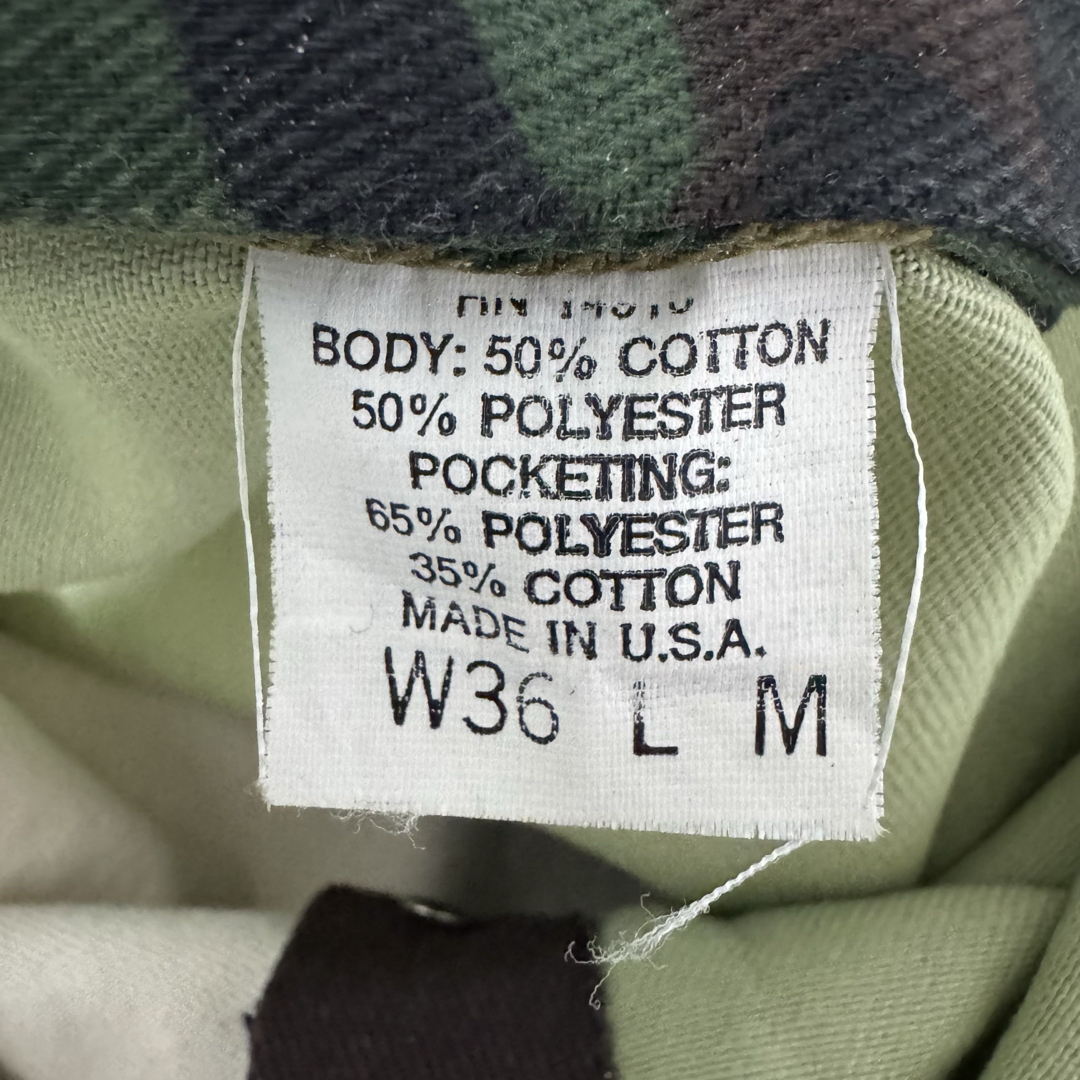 BODY: 50% COTTON
50% POLYESTER
POCKETING:
65% POLYESTER
35% COTTON
MADE IN U.S.A.
W36 L M